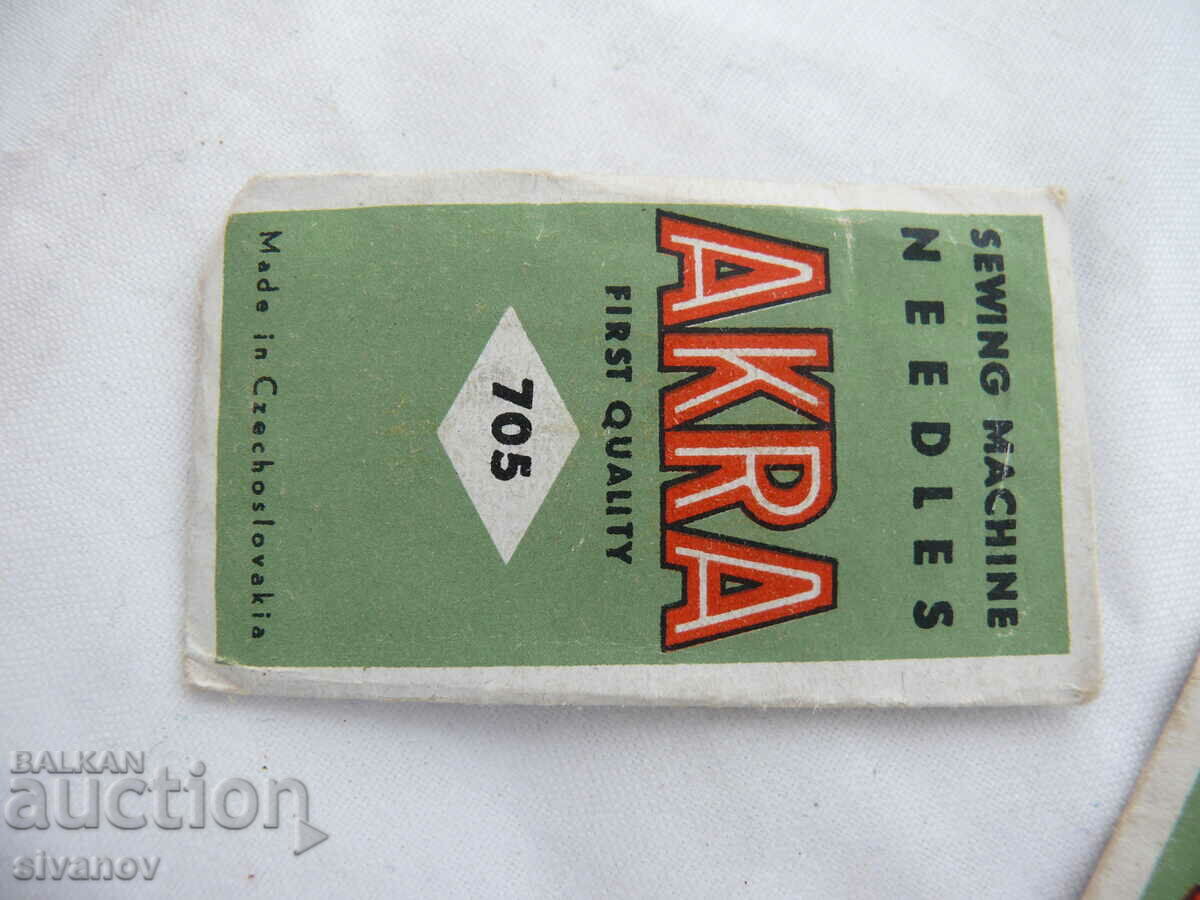 SEWING MACHINE
NEEDLES
AKRA
FIRST QUALITY
705
Made in Czechoslovakia
BALKAN
auction
sivanov